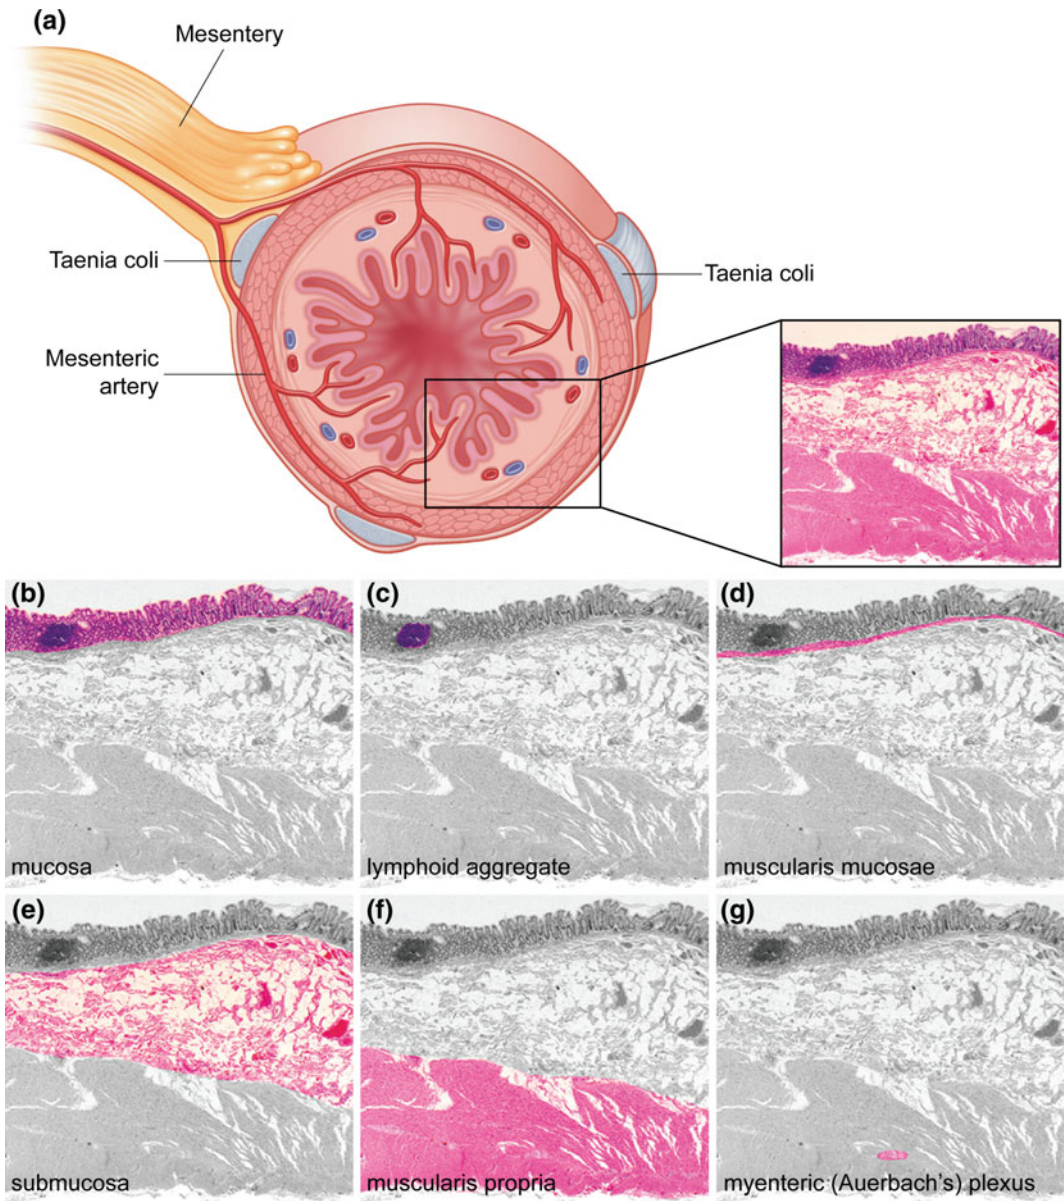 (a)
Mesentery
Taenia coli
Taenia coli
Mesenteric
artery
(b)
mucosa
(c)
lymphoid aggregate
(d)
muscularis mucosae
(e)
submucosa
(f)
muscularis propria
(g)
myenteric (Auerbach's) plexus